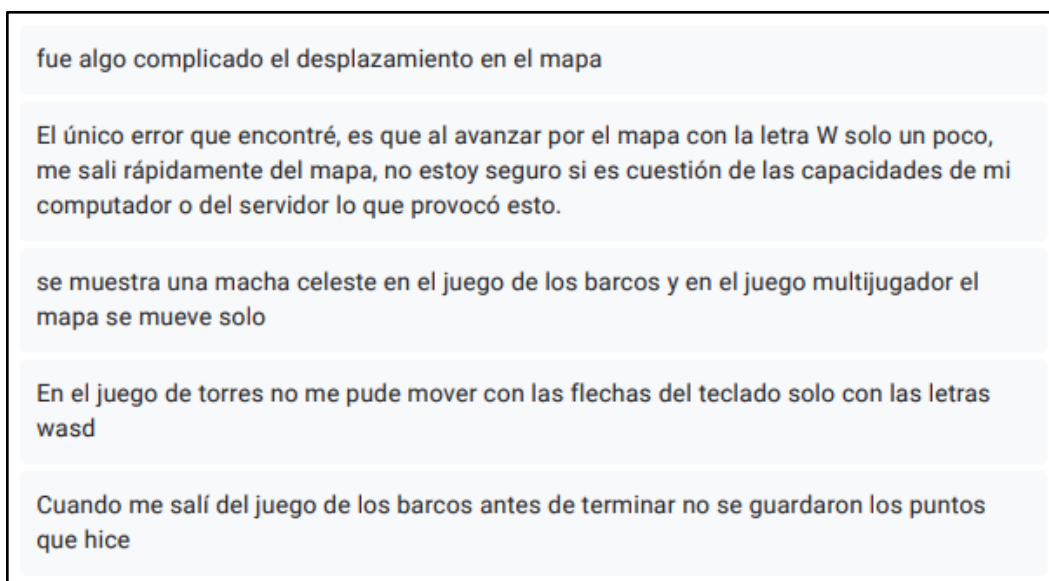 fue algo complicado el desplazamiento en el mapa
El único error que encontré, es que al avanzar por el mapa con la letra W solo un poco,
me sali rápidamente del mapa, no estoy seguro si es cuestión de las capacidades de mi
computador o del servidor lo que provocó esto.
se muestra una macha celeste en el juego de los barcos y en el juego multijugador el
mapa se mueve solo
En el juego de torres no me pude mover con las flechas del teclado solo con las letras
wasd
Cuando me salí del juego de los barcos antes de terminar no se guardaron los puntos
que hice